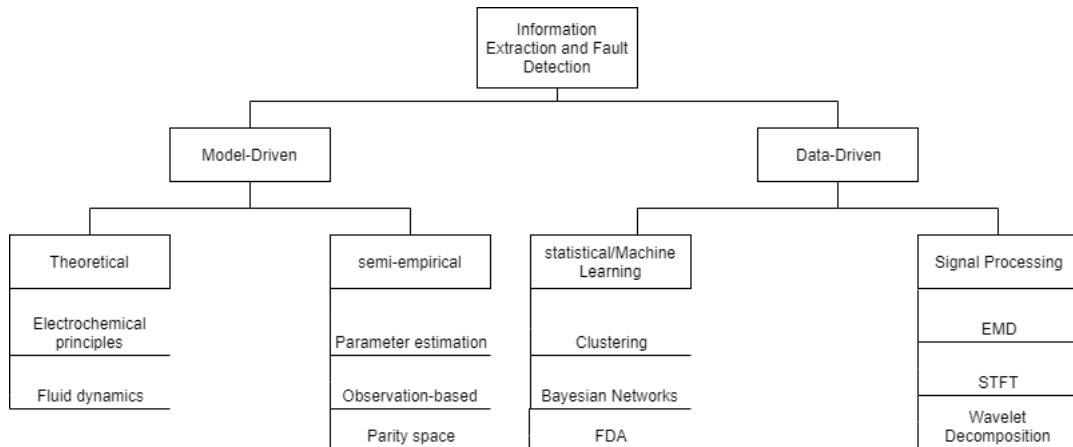 Information
Extraction and Fault
Detection
Model-Driven
Data-Driven
Theoretical
semi-empirical
statistical/Machine
Learning
Signal Processing
Electrochemical
principles
Fluid dynamics
Parameter estimation
Observation-based
Parity space
Clustering
Bayesian Networks
FDA
EMD
STFT
Wavelet
Decomposition